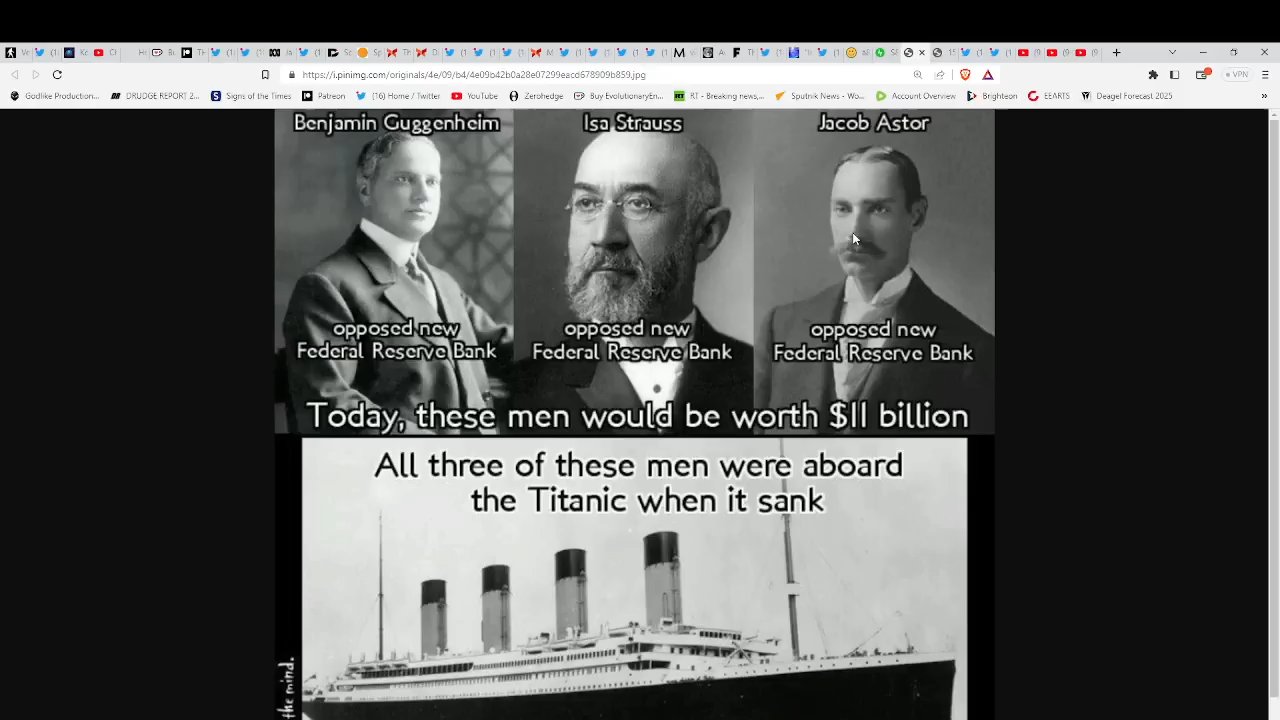 https://i.pinimg.com/originals/4e/09/b4/4e09b42b0a28e07299eacd678909b859.jpg
VPN
Godlike Production...
DRUDGE REPORT 2...
Signs of the Times
Patreon
(16) Home / Twitter
YouTube
Zerohedge
Buy EvolutionaryEn...
RT - Breaking news,...
Sputnik News - Wo...
Account Overview
Brighteon
EEARTS
Deagel Forecast 2025
Benjamin Guggenheim
Isa Strauss
Jacob Astor
opposed new
Federal Reserve Bank
opposed new
Federal Reserve Bank
opposed new
Federal Reserve Bank
Today, these men would be worth $11 billion
All three of these men were aboard
the Titanic when it sank
the mind.